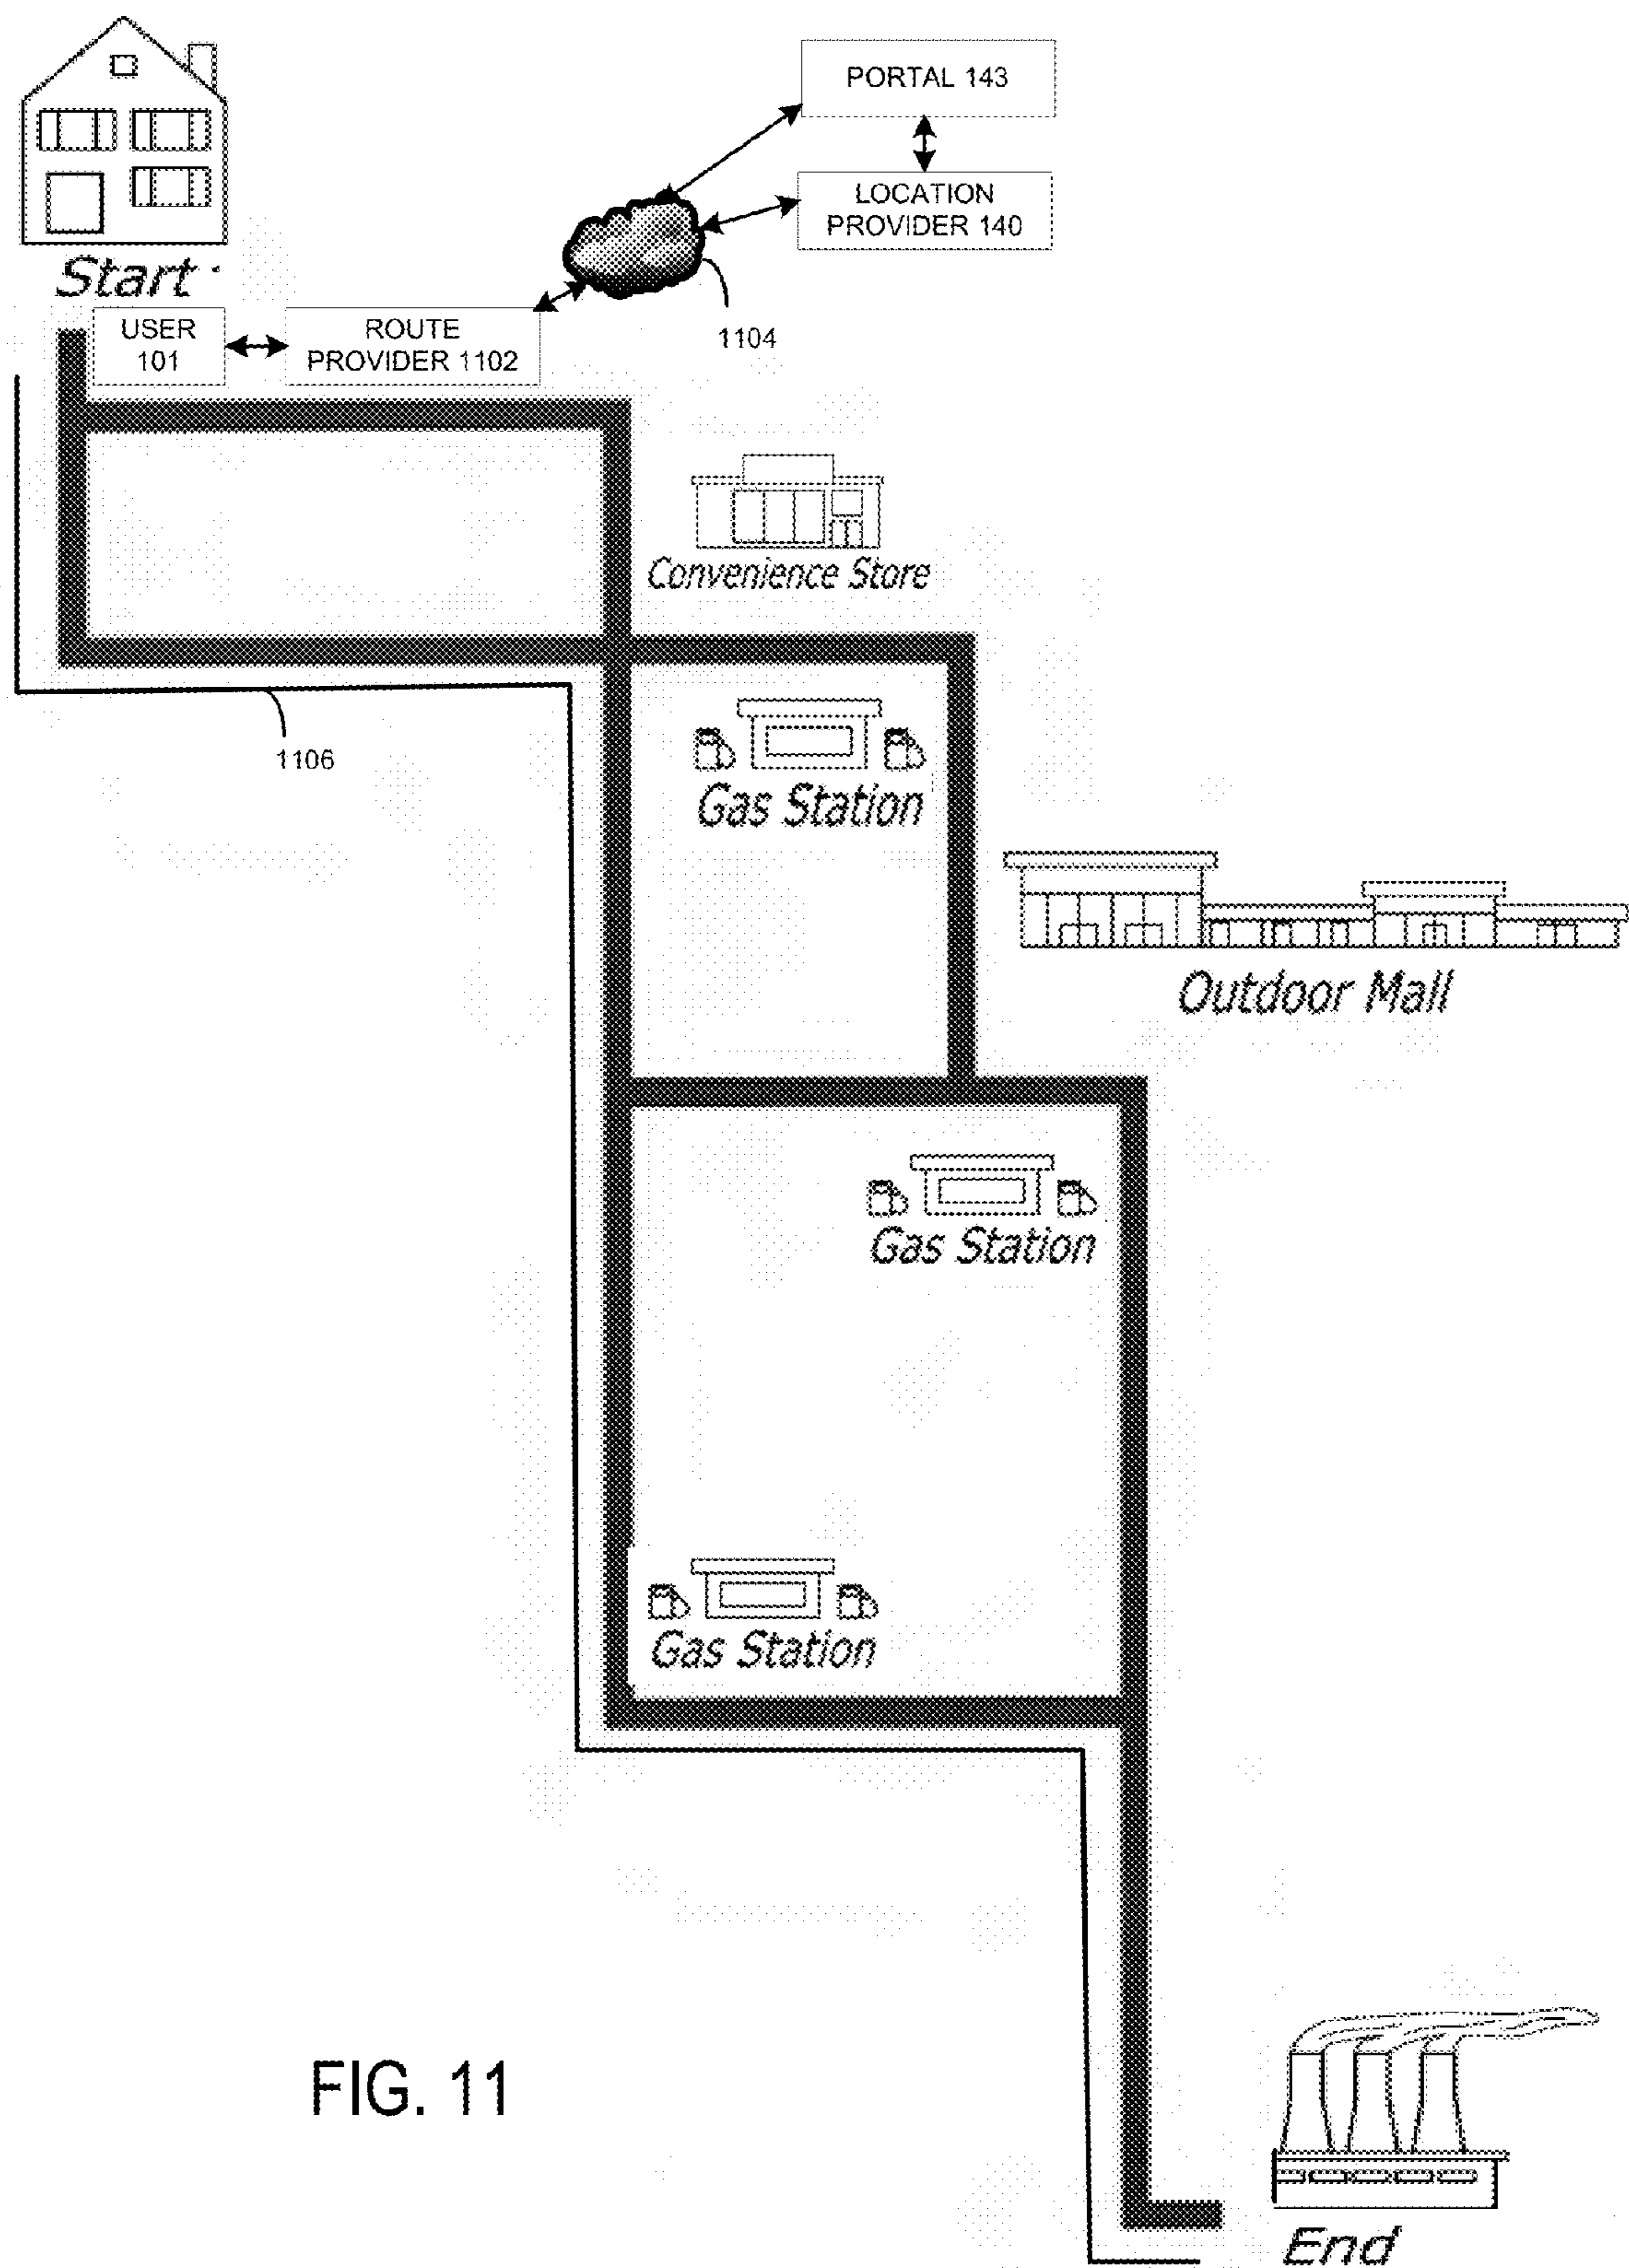 PORTAL 143
LOCATION
PROVIDER 140
Start
USER
101
ROUTE
PROVIDER 1102
1104
Convenience Store
1106
Gas Station
Outdoor Mall
Gas Station
Gas Station
FIG. 11
End